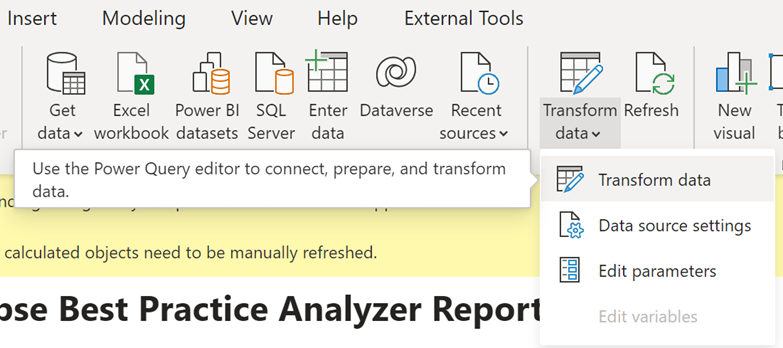 Insert Modeling View Help External Tools
Get Excel Power BI SQL Enter Dataverse Recent Transform Refresh New
data workbook datasets Server data sources data visual
Use the Power Query editor to connect, prepare, and transform
data.
Transform data
Data source settings
calculated objects need to be manually refreshed.
Edit parameters
Best Practice Analyzer Report
Edit variables